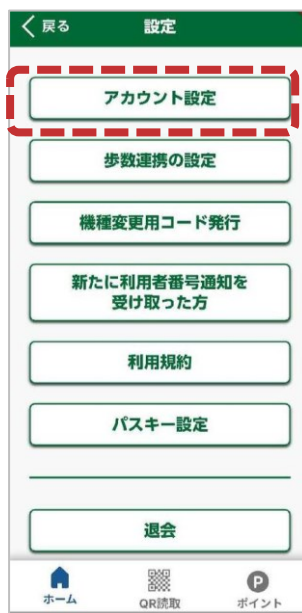 戻る 設定
アカウント設定
歩数連携の設定
機種変更用コード発行
新たに利用者番号通知を
受け取った方
利用規約
パスキー設定
退会
ホーム QR読取 P ポイント